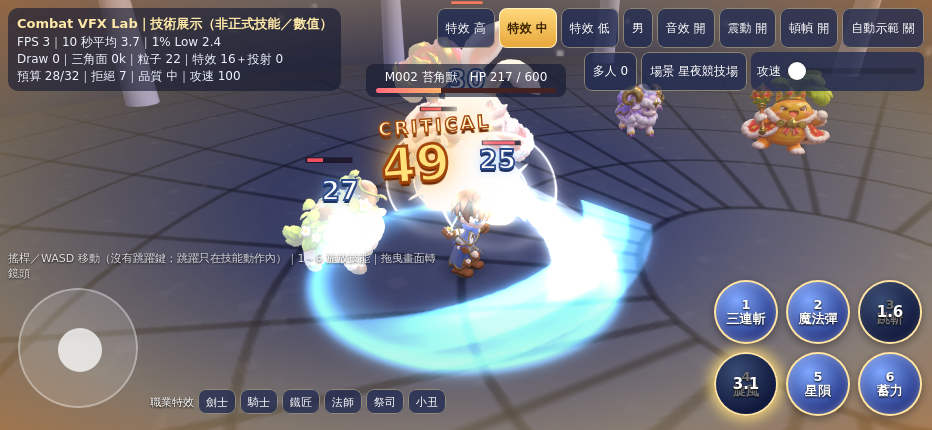 Combat VFX Lab｜技術展示（非正式技能／數值）
FPS 3｜10 秒平均 3.7｜1% Low 2.4
Draw 0｜三角面 0k｜粒子 22｜特效 16＋投射 0
預算 28/32｜拒絕 7｜品質 中｜攻速 100
特效 高
特效 中
特效 低
男
音效 開
震動 開
頓幀 開
自動示範 關
多人 0
場景 星夜競技場
攻速
M002 苔角獸 HP 217 / 600
30
CRITICAL
49
25
27
搖桿／WASD 移動（沒有跳躍鍵；跳躍只在技能動作內）｜1～6 施放技能｜拖曳畫面轉
鏡頭
1
三連斬
2
魔法彈
3
跳斬
1.6
4
旋風
3.1
5
星隕
6
蓄力
職業特效
劍士
騎士
鐵匠
法師
祭司
小丑